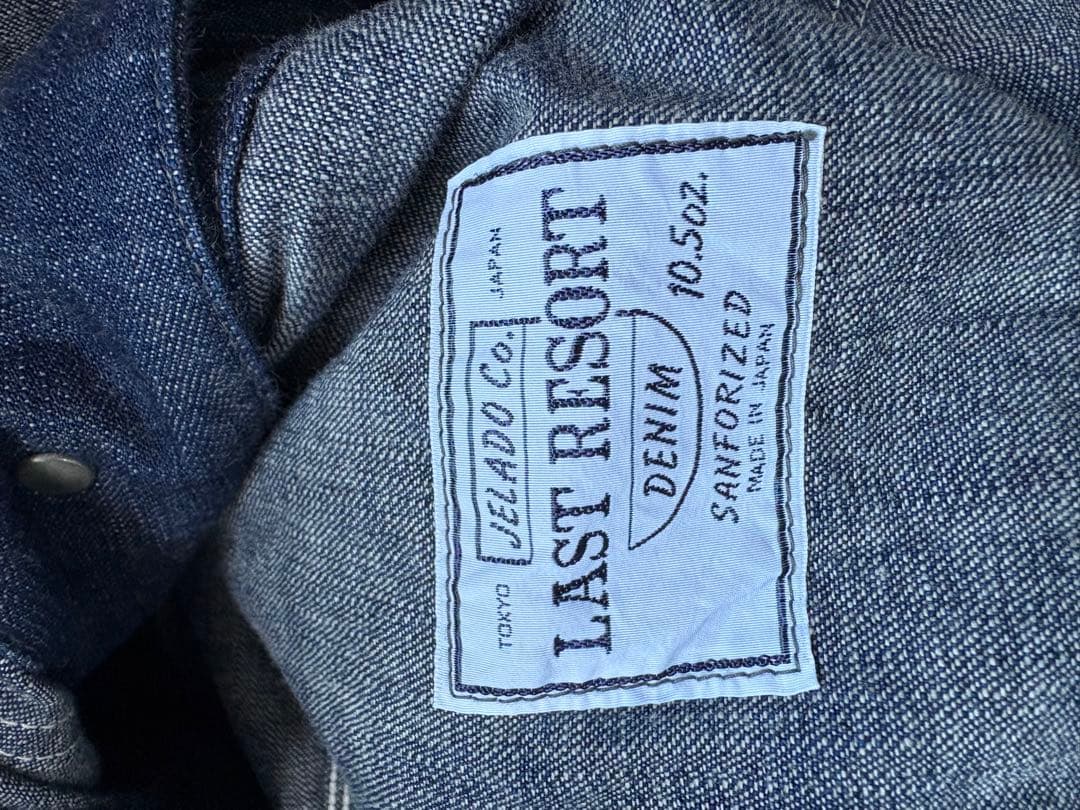 TOKYO JELADO Co. JAPAN
LAST RESORT
DENIM 10.5oz.
SANFORIZED
MADE IN JAPAN